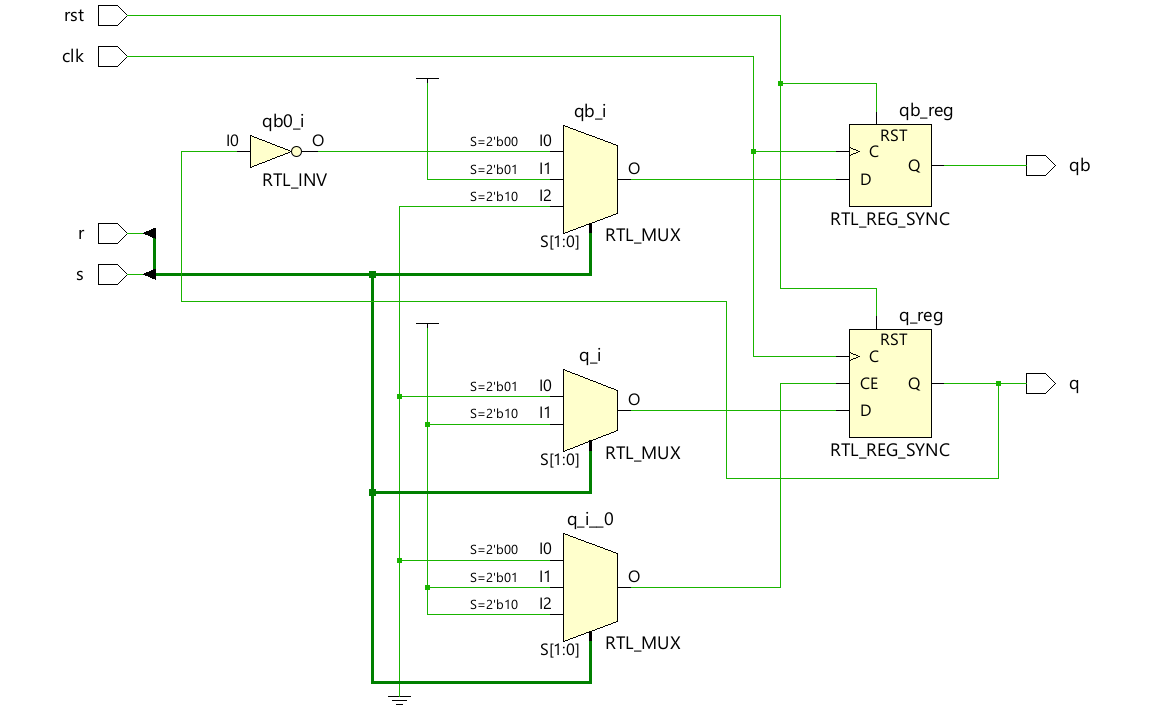 rst
clk
qb0_i
I0
O
RTL_INV
qb_i
S=2'b00
I0
S=2'b01
I1
S=2'b10
I2
O
S[1:0]
RTL_MUX
qb_reg
RST
C
Q
D
RTL_REG_SYNC
qb
r
s
q_i
S=2'b01
I0
S=2'b10
I1
O
S[1:0]
RTL_MUX
q_reg
RST
C
CE
Q
D
RTL_REG_SYNC
q
q_i__0
S=2'b00
I0
S=2'b01
I1
S=2'b10
I2
O
S[1:0]
RTL_MUX